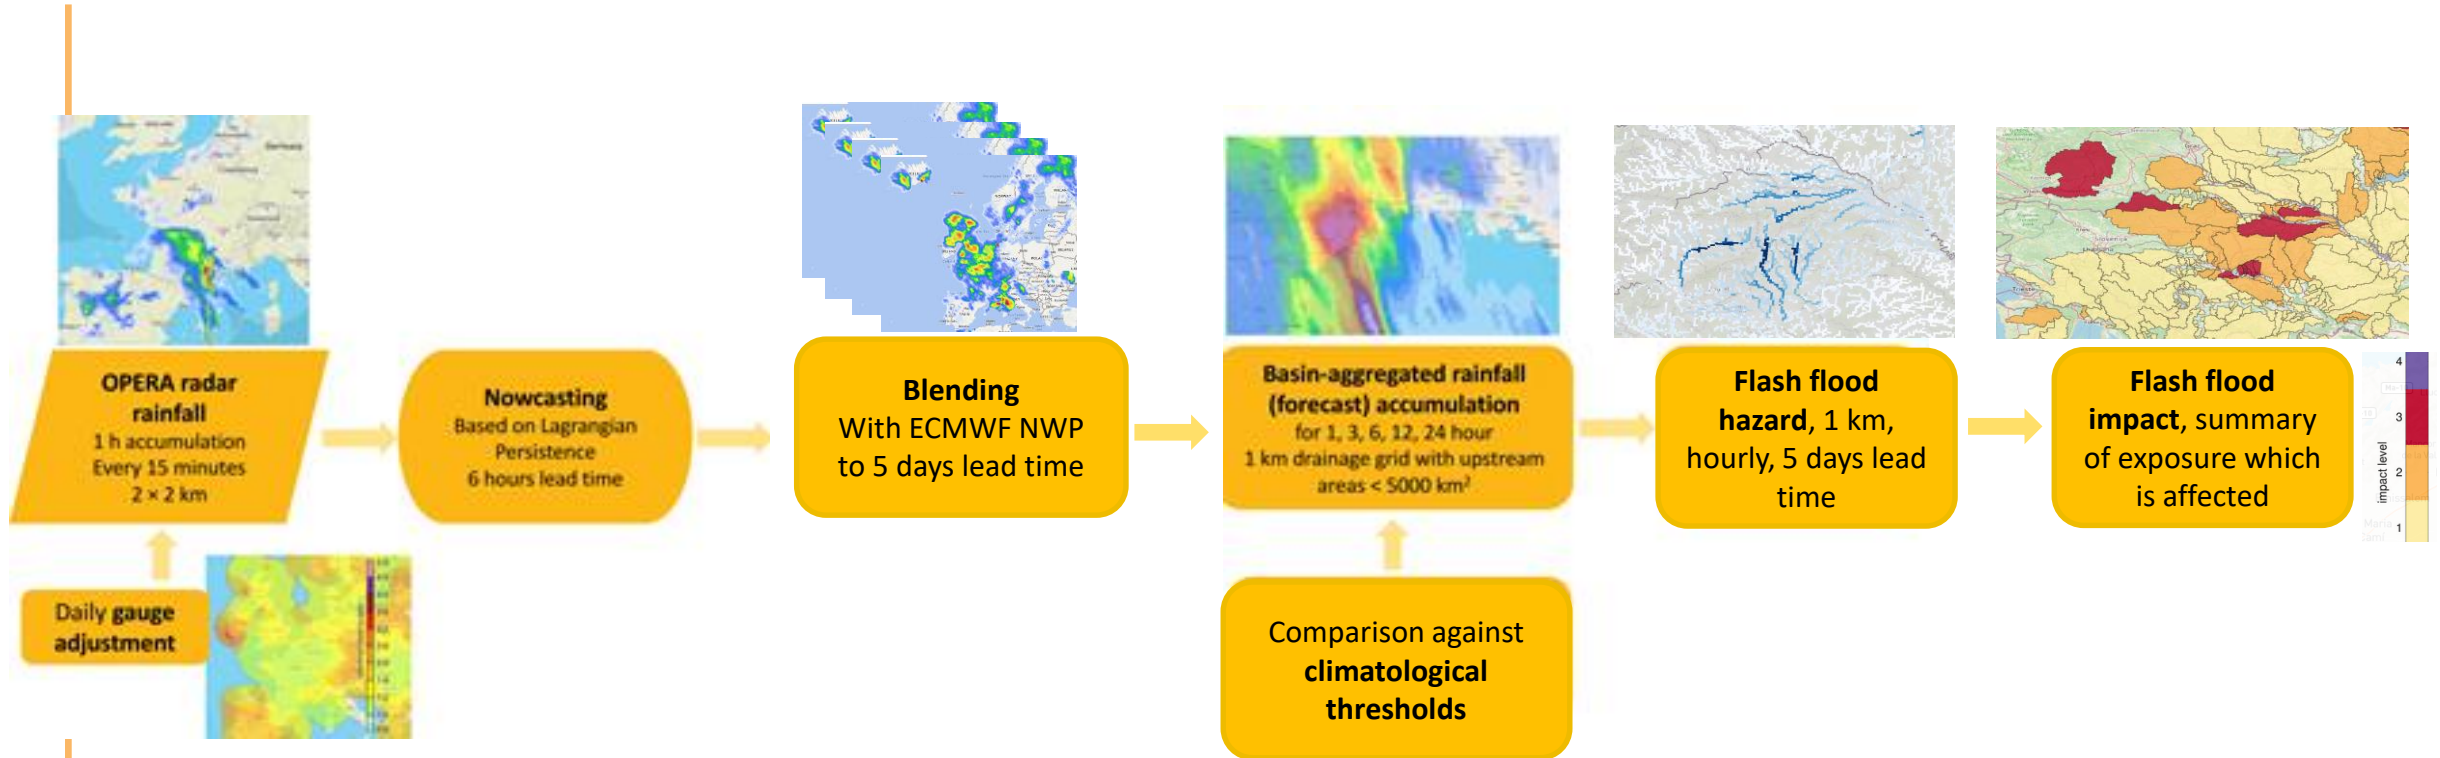 OPERA radar
rainfall
1 h accumulation
Every 15 minutes
2 × 2 km
Daily gauge
adjustment
Nowcasting
Based on Lagrangian
Persistence
6 hours lead time
Blending
With ECMWF NWP
to 5 days lead time
Basin-aggregated rainfall
(forecast) accumulation
for 1, 3, 6, 12, 24 hour
1 km drainage grid with upstream
areas < 5000 km²
Comparison against
climatological
thresholds
Flash flood
hazard, 1 km,
hourly, 5 days lead
time
Flash flood
impact, summary
of exposure which
is affected
4
3
2
1
impact level